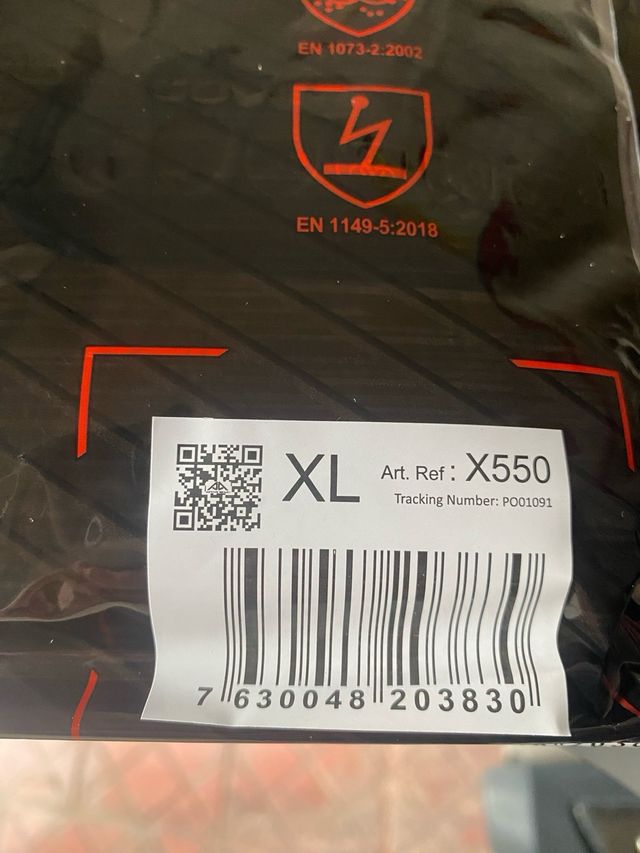 EN 1073-2:2002
EN 1149-5:2018
XL
Art. Ref : X550
Tracking Number: PO01091
7 630048 203830